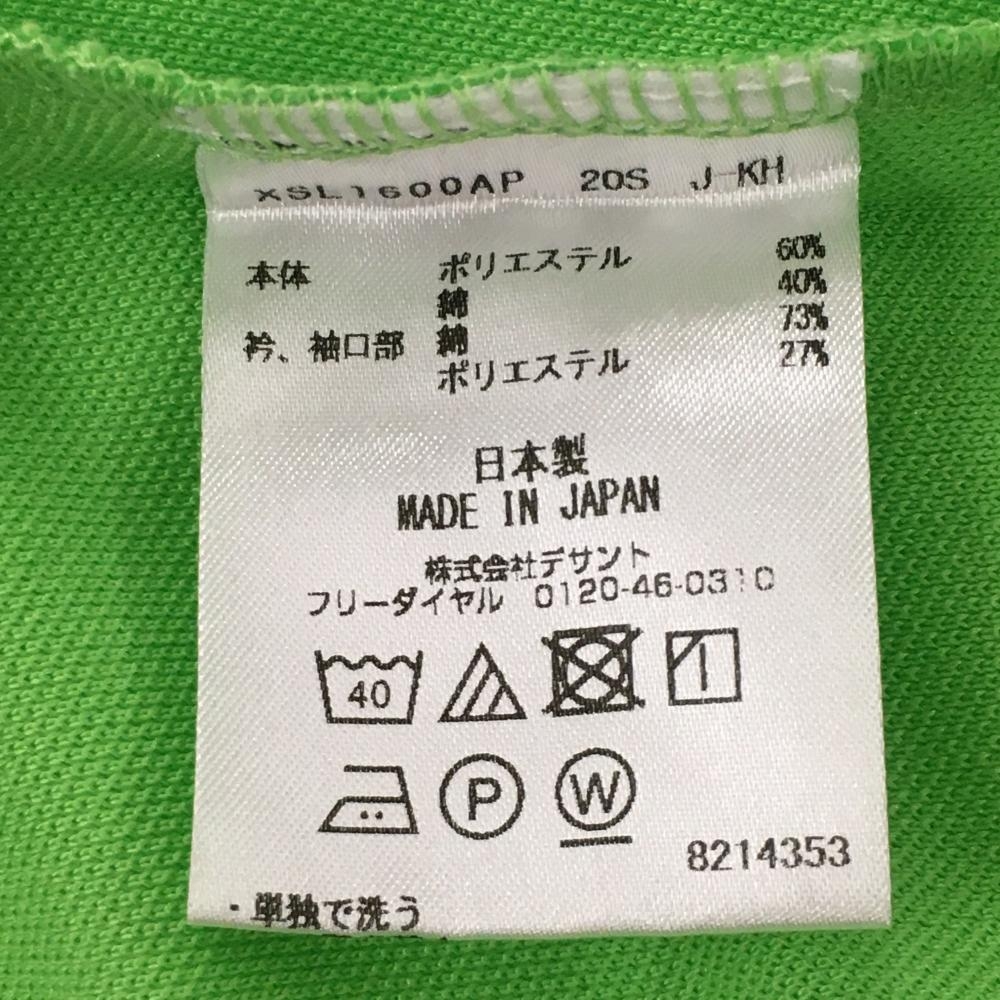 XSL1600AP 20S J-KH
本体 ポリエステル 60%
綿 40%
衿、袖口部 綿 73%
ポリエステル 27%
日本製
MADE IN JAPAN
株式会社デサント
フリーダイヤル 0120-46-0310
40
P W
8214353
・単独で洗う